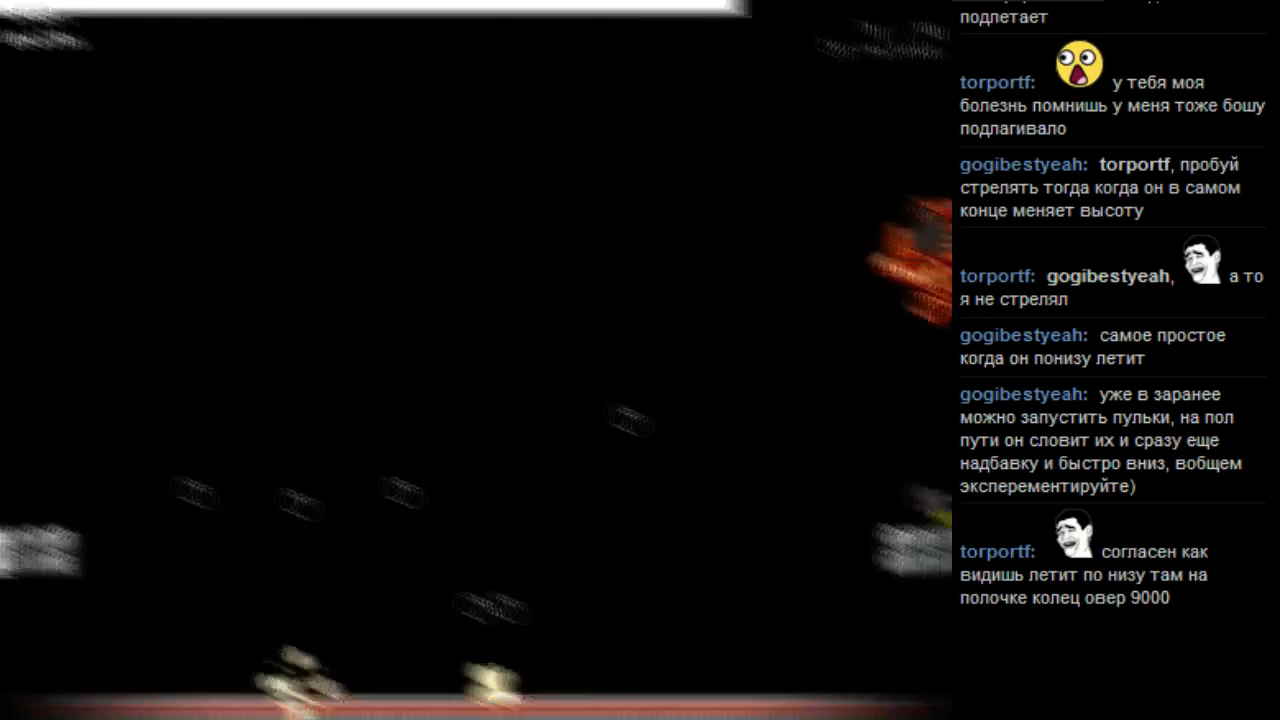 подлетает
torportf: у тебя моя
болезнь помнишь у меня тоже бошу
подлагивало
gogibestyeah: torportf, пробуй
стрелять тогда когда он в самом
конце меняет высоту
torportf: gogibestyeah, а то
я не стрелял
gogibestyeah: самое простое
когда он понизу летит
gogibestyeah: уже в заранее
можно запустить пульки, на пол
пути он словит их и сразу еще
надбавку и быстро вниз, вобщем
эксперементируйте)
torportf: согласен как
видишь летит по низу там на
полочке колец овер 9000